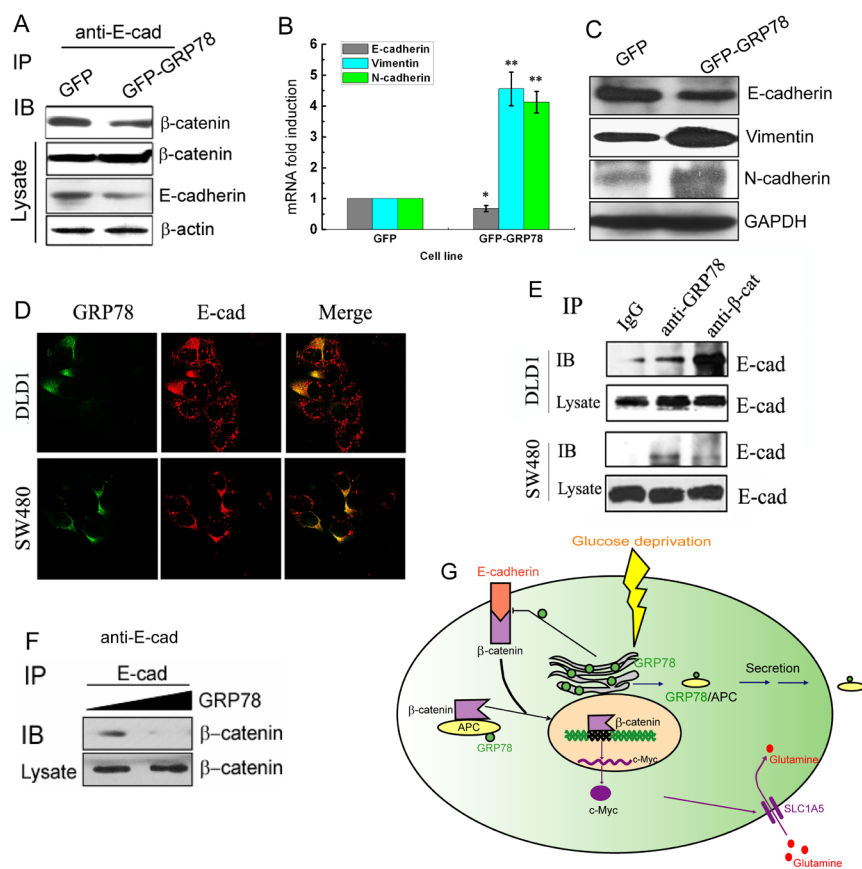 A
anti-E-cad
IP
GFP
GFP-GRP78
IB
β-catenin
Lysate
β-catenin
E-cadherin
β-actin
B
E-cadherin
Vimentin
N-cadherin
mRNA fold induction
6
5
4
3
2
1
0
*
**
**
GFP
GFP-GRP78
Cell line
C
GFP
GFP-GRP78
E-cadherin
Vimentin
N-cadherin
GAPDH
D
GRP78
E-cad
Merge
DLD1
SW480
E
IP
IgG
anti-GRP78
anti-β-cat
DLD1
IB
E-cad
Lysate
E-cad
SW480
IB
E-cad
Lysate
E-cad
F
anti-E-cad
IP
E-cad
GRP78
IB
β-catenin
Lysate
β-catenin
G
Glucose deprivation
E-cadherin
β-catenin
GRP78
GRP78/APC
Secretion
β-catenin
APC
GRP78
β-catenin
c-Myc
c-Myc
SLC1A5
Glutamine
Glutamine